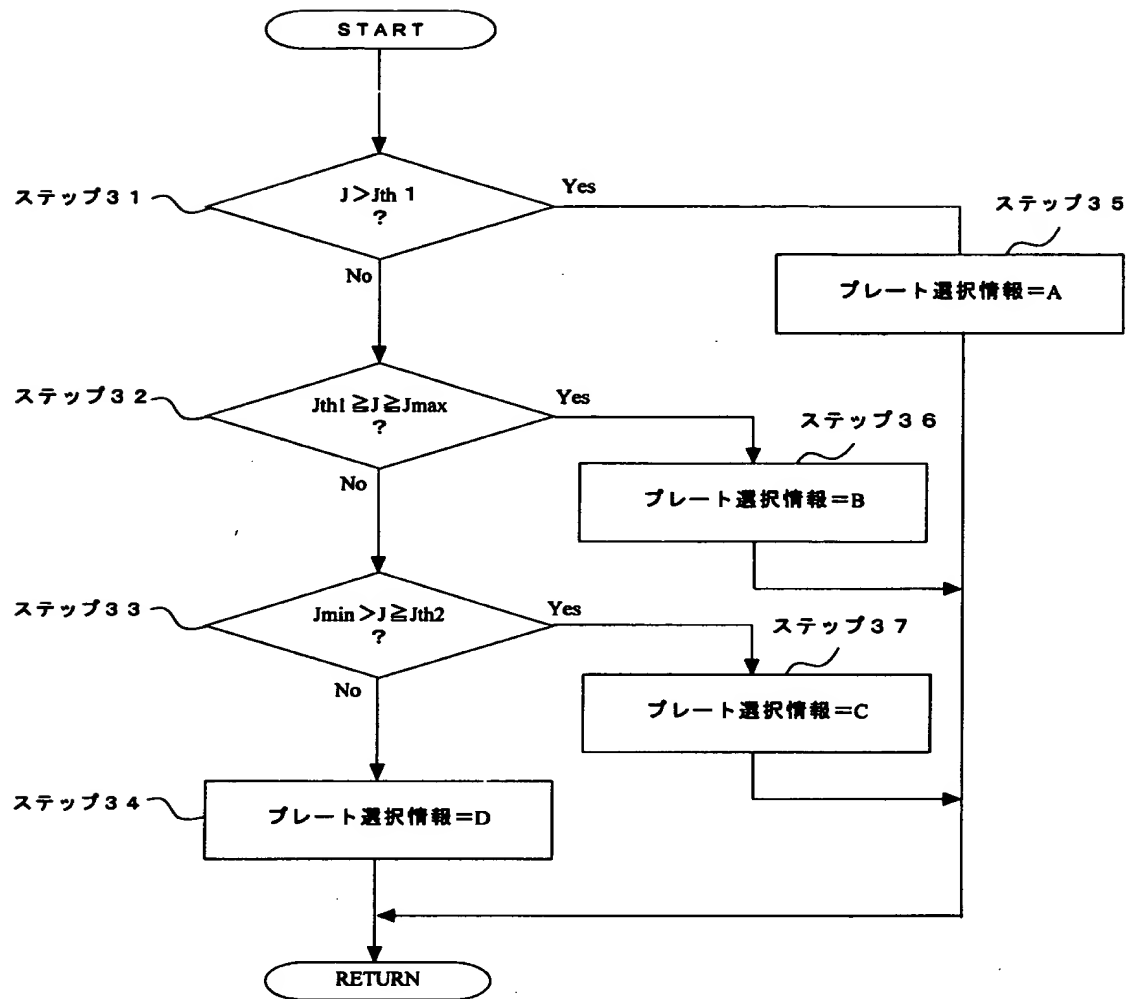 START
ステップ31
J>Jth 1
?
Yes
No
ステップ35
プレート選択情報=A
ステップ32
Jth1≧J≧Jmax
?
Yes
No
ステップ36
プレート選択情報=B
ステップ33
Jmin>J≧Jth2
?
Yes
No
ステップ37
プレート選択情報=C
ステップ34
プレート選択情報=D
RETURN